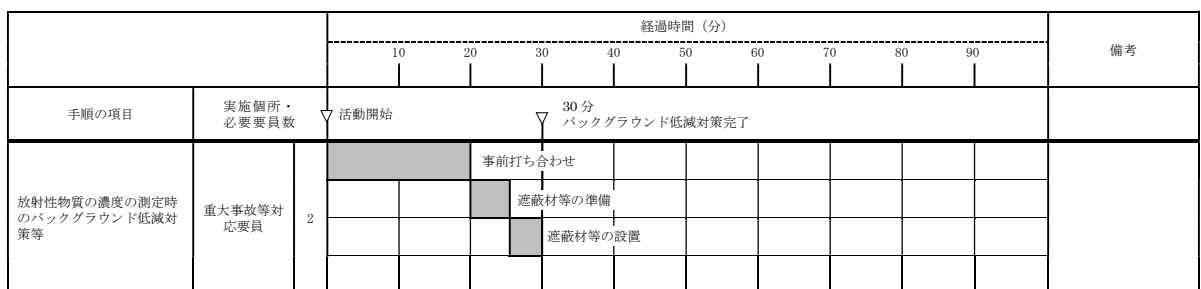 経過時間（分）
10 20 30 40 50 60 70 80 90
備考
手順の項目
実施個所・
必要要員数
活動開始
30 分
バックグラウンド低減対策完了
放射性物質の濃度の測定時
のバックグラウンド低減対
策等
重大事故等対
応要員
2
事前打ち合わせ
遮蔽材等の準備
遮蔽材等の設置